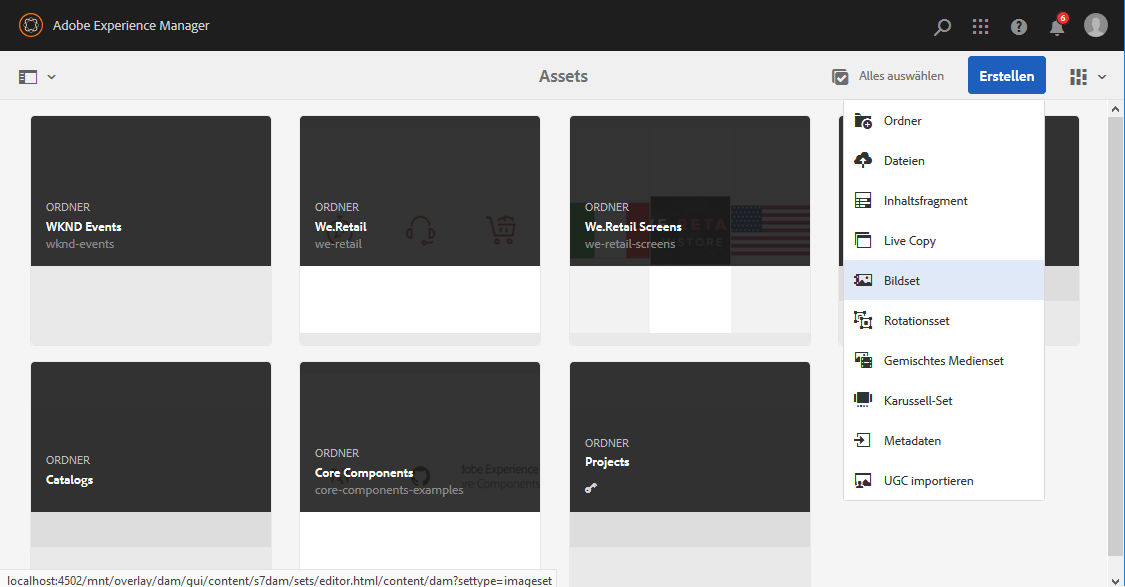 Adobe Experience Manager
6
Assets
Alles auswählen
Erstellen
ORDNER
WKND Events
wknd-events
ORDNER
We.Retail
we-retail
ORDNER
We.Retail Screens
we-retail-screens
STORE
Ordner
Dateien
Inhaltsfragment
Live Copy
Bildset
Rotationsset
Gemischtes Medienset
Karussell-Set
Metadaten
UGC importieren
ORDNER
Catalogs
ORDNER
Core Components
core-components-examples
ORDNER
Projects
localhost:4502/mnt/overlay/dam/gui/content/s7dam/sets/editor.html/content/dam?settype=imageset